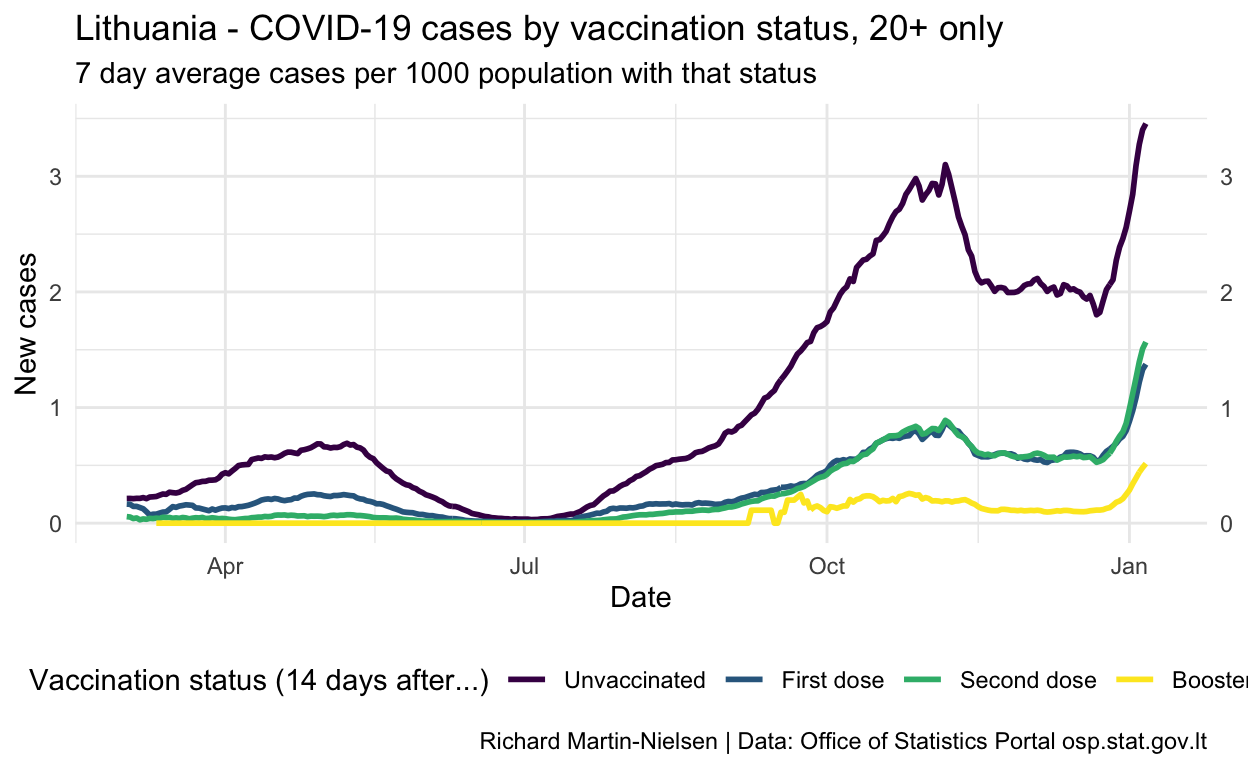 Lithuania - COVID-19 cases by vaccination status, 20+ only
7 day average cases per 1000 population with that status
New cases
3
2
1
0
3
2
1
0
Apr
Jul
Oct
Jan
Date
Vaccination status (14 days after...)
Unvaccinated
First dose
Second dose
Booster
Richard Martin-Nielsen | Data: Office of Statistics Portal osp.stat.gov.lt